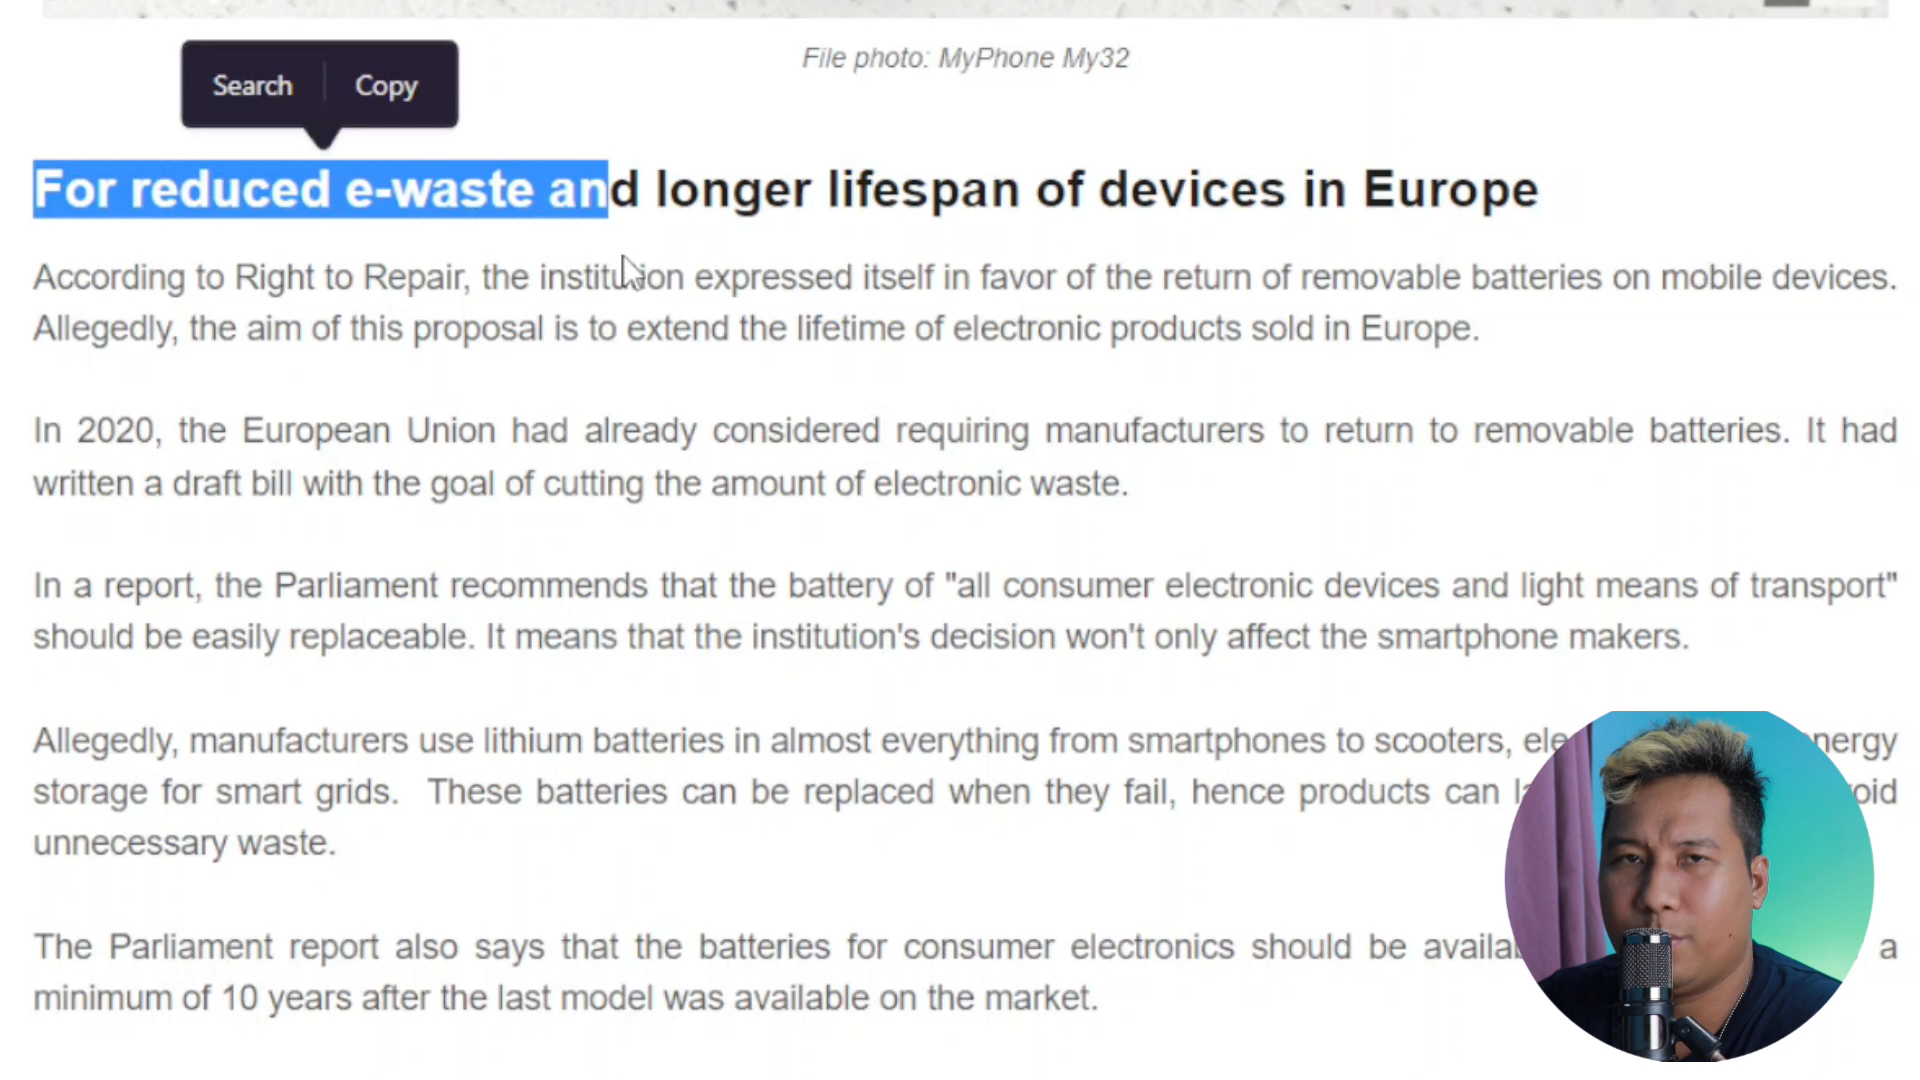 File photo: MyPhone My32
Search Copy
For reduced e-waste and longer lifespan of devices in Europe
According to Right to Repair, the institution expressed itself in favor of the return of removable batteries on mobile devices.
Allegedly, the aim of this proposal is to extend the lifetime of electronic products sold in Europe.
In 2020, the European Union had already considered requiring manufacturers to return to removable batteries. It had
written a draft bill with the goal of cutting the amount of electronic waste.
In a report, the Parliament recommends that the battery of "all consumer electronic devices and light means of transport"
should be easily replaceable. It means that the institution's decision won't only affect the smartphone makers.
Allegedly, manufacturers use lithium batteries in almost everything from smartphones to scooters,
storage for smart grids. These batteries can be replaced when they fail, hence products can
unnecessary waste.
The Parliament report also says that the batteries for consumer electronics should be a
minimum of 10 years after the last model was available on the market.